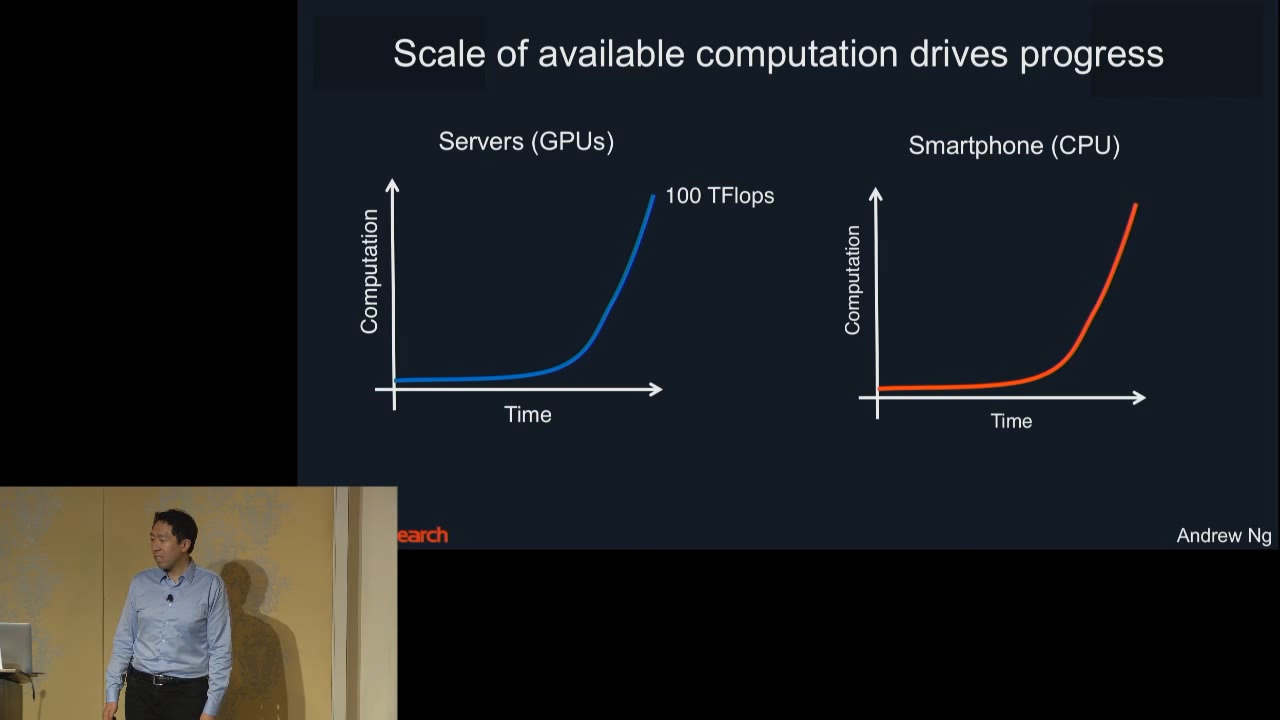 Scale of available computation drives progress
Servers (GPUs)
Smartphone (CPU)
100 TFlops
Computation
Time
Computation
Time
earch
Andrew Ng